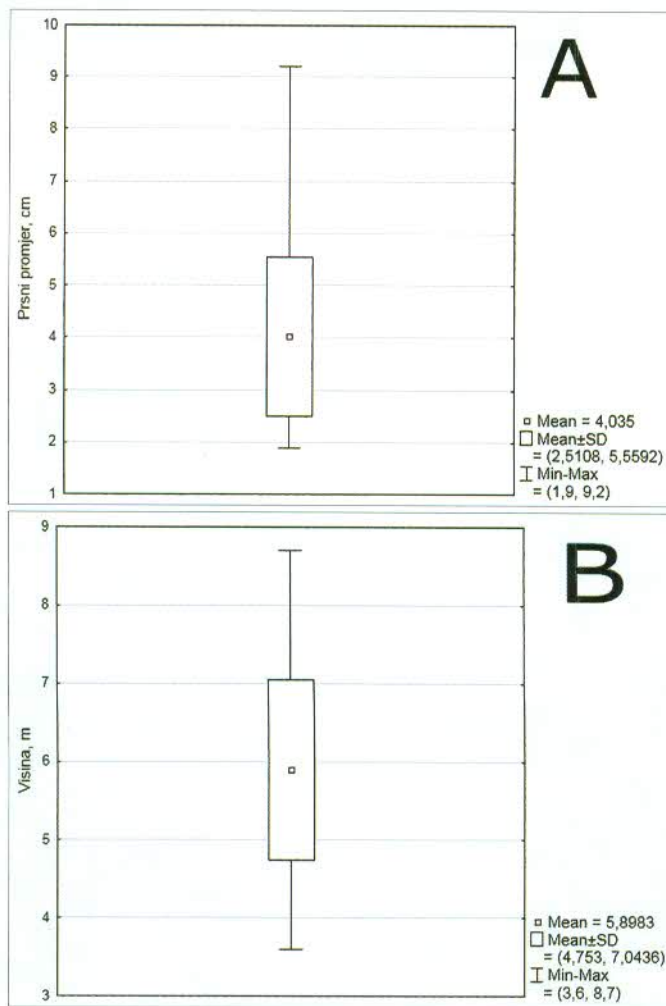 A
Prsni promjer, cm
10
9
8
7
6
5
4
3
2
1
Mean = 4,035
Mean±SD
= (2,5108, 5,5592)
Min-Max
= (1,9, 9,2)
B
Visina, m
9
8
7
6
5
4
3
Mean = 5,8983
Mean±SD
= (4,753, 7,0436)
Min-Max
= (3,6, 8,7)